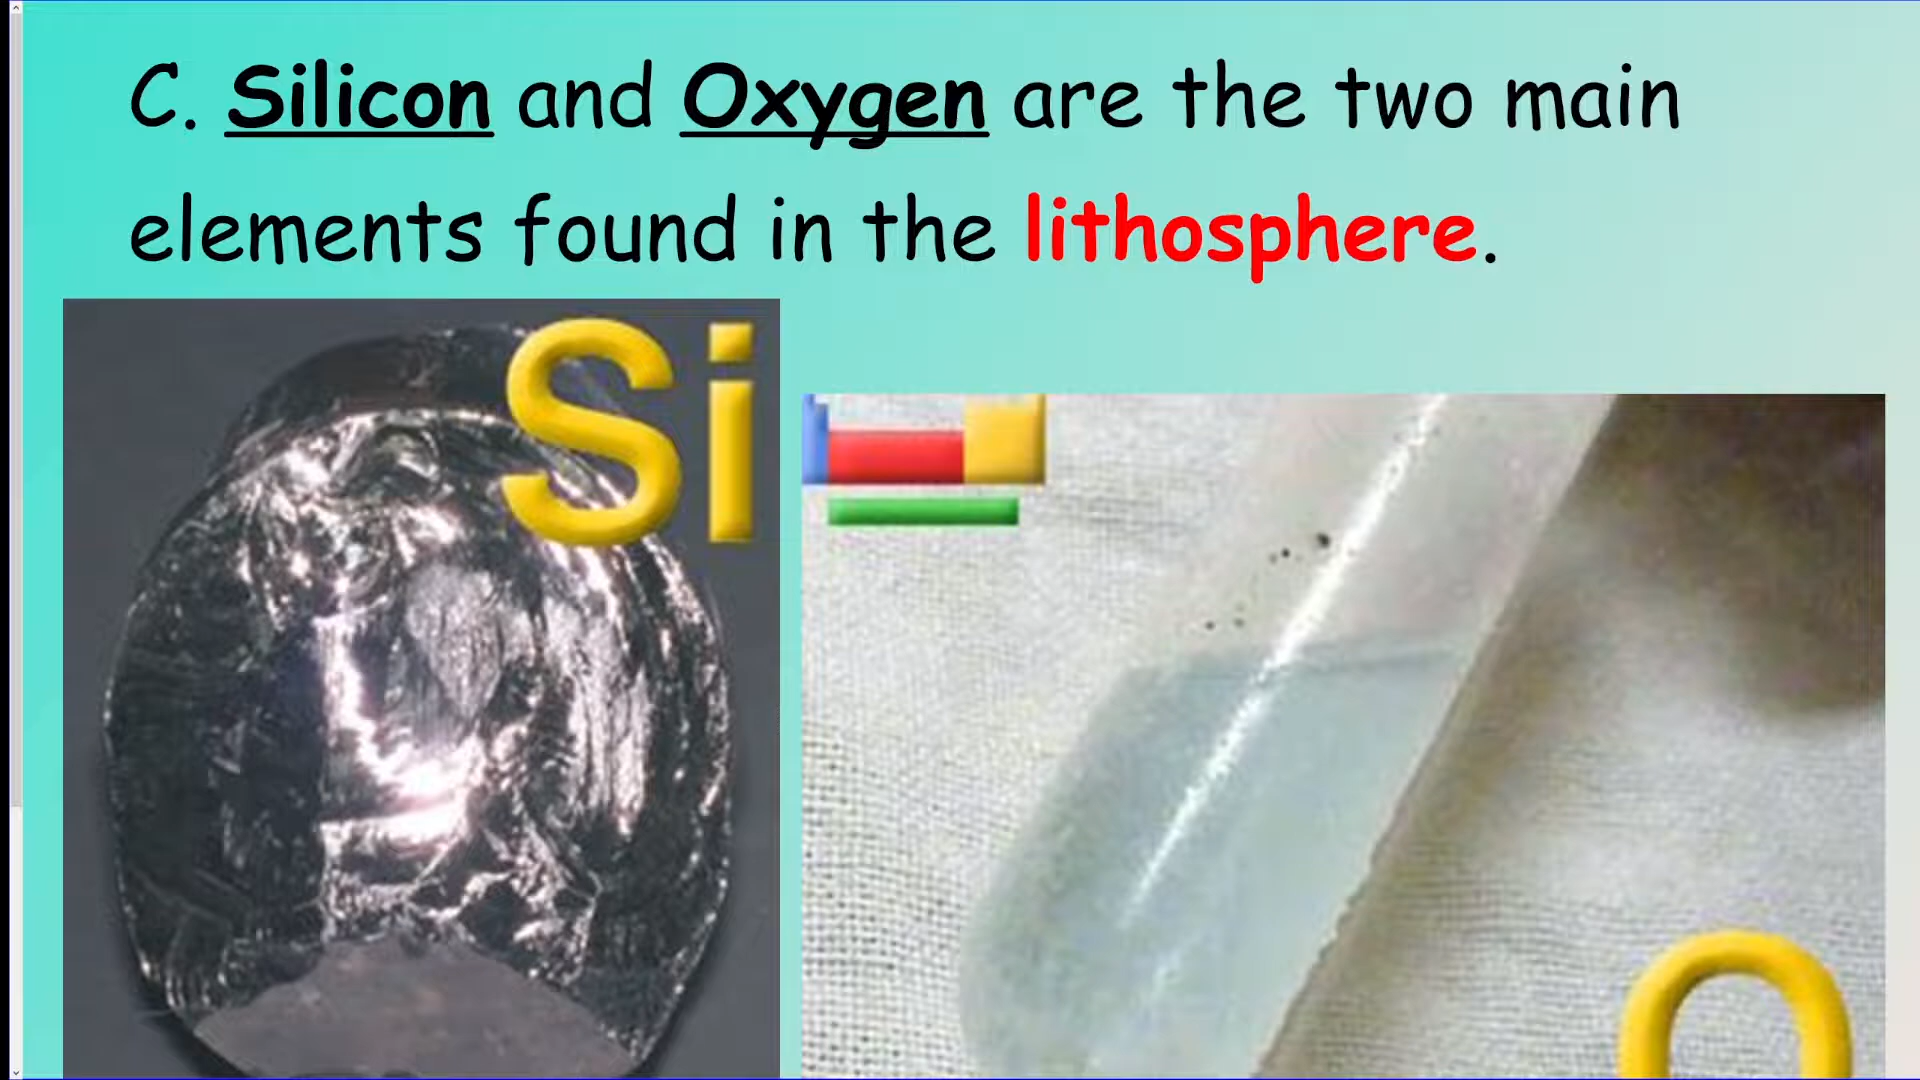 C. Silicon and Oxygen are the two main
elements found in the lithosphere.
Si
O